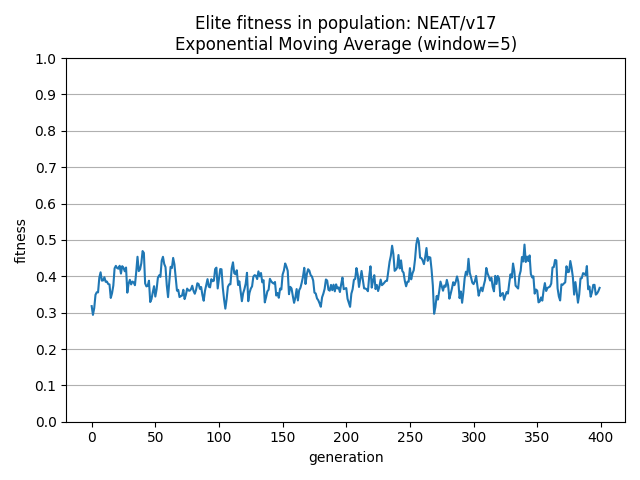 Elite fitness in population: NEAT/v17
Exponential Moving Average (window=5)
1.0
0.9
0.8
0.7
0.6
0.5
0.4
0.3
0.2
0.1
0.0
fitness
0 50 100 150 200 250 300 350 400
generation